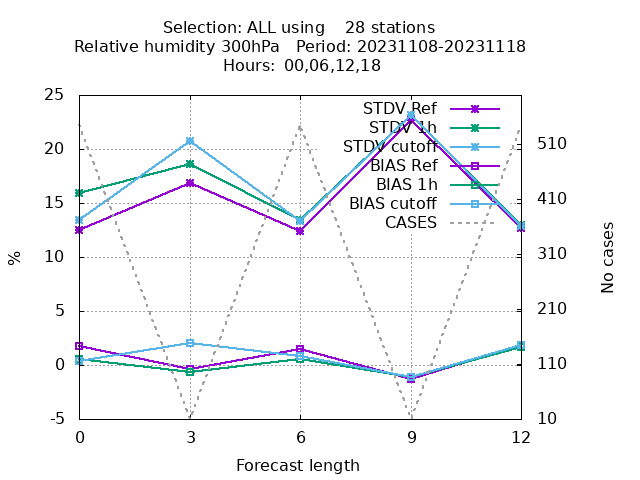 Selection: ALL using    28 stations
Relative humidity 300hPa   Period: 20231108-20231118
Hours: 00,06,12,18
25
20
15
10
5
0
-5
%
STDV Ref
STDV 1h
STDV cutoff
BIAS Ref
BIAS 1h
BIAS cutoff
CASES
510
410
310
210
110
10
No cases
0 3 6 9 12
Forecast length